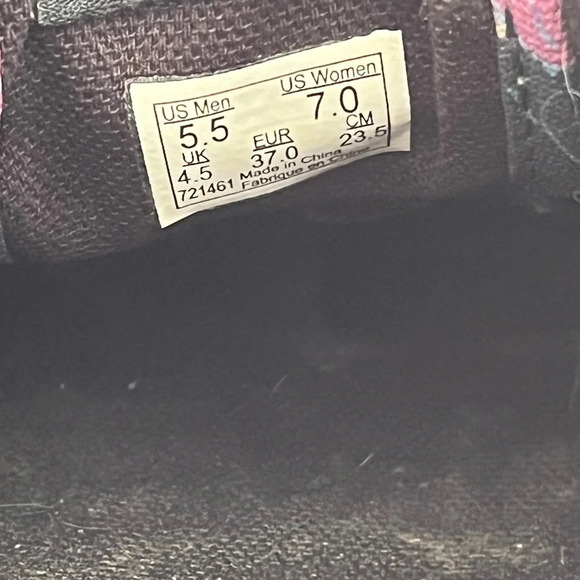 US Men US Women
5.5 7.0
UK EUR CM
4.5 37.0 23.5
721461 Made in China
Fabrique en Chine